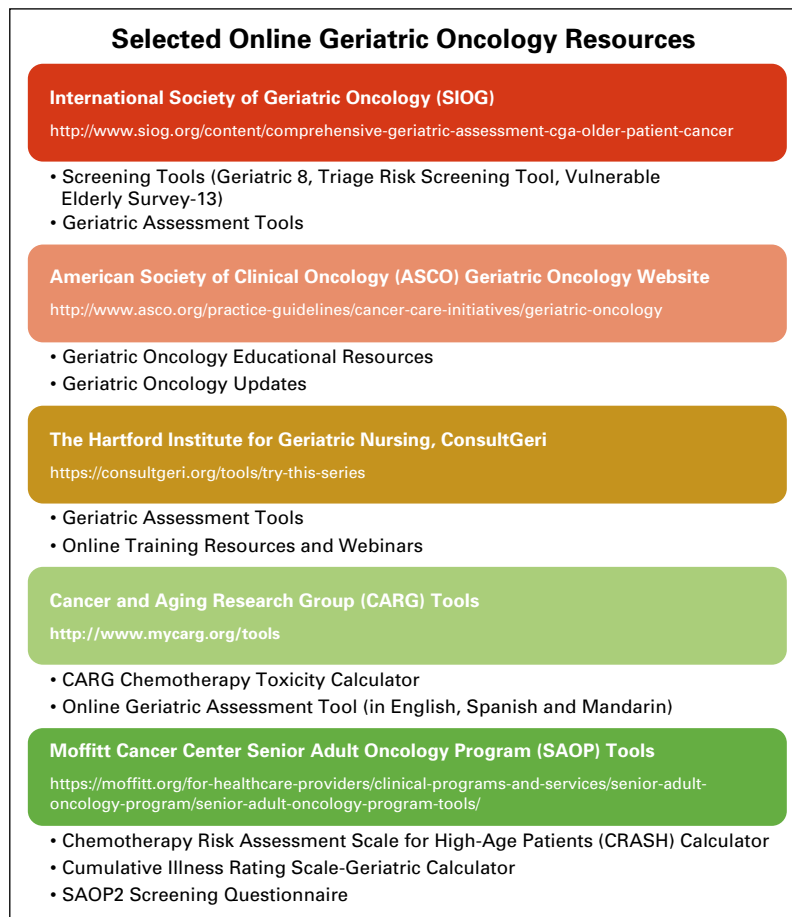 Selected Online Geriatric Oncology Resources
International Society of Geriatric Oncology (SIOG)
http://www.siog.org/content/comprehensive-geriatric-assessment-cga-older-patient-cancer
• Screening Tools (Geriatric 8, Triage Risk Screening Tool, Vulnerable
Elderly Survey-13)
• Geriatric Assessment Tools
American Society of Clinical Oncology (ASCO) Geriatric Oncology Website
http://www.asco.org/practice-guidelines/cancer-care-initiatives/geriatric-oncology
• Geriatric Oncology Educational Resources
• Geriatric Oncology Updates
The Hartford Institute for Geriatric Nursing, ConsultGeri
https://consultgeri.org/tools/try-this-series
• Geriatric Assessment Tools
• Online Training Resources and Webinars
Cancer and Aging Research Group (CARG) Tools
http://www.mycarg.org/tools
• CARG Chemotherapy Toxicity Calculator
• Online Geriatric Assessment Tool (in English, Spanish and Mandarin)
Moffitt Cancer Center Senior Adult Oncology Program (SAOP) Tools
https://moffitt.org/for-healthcare-providers/clinical-programs-and-services/senior-adult-
oncology-program/senior-adult-oncology-program-tools/
• Chemotherapy Risk Assessment Scale for High-Age Patients (CRASH) Calculator
• Cumulative Illness Rating Scale-Geriatric Calculator
• SAOP2 Screening Questionnaire